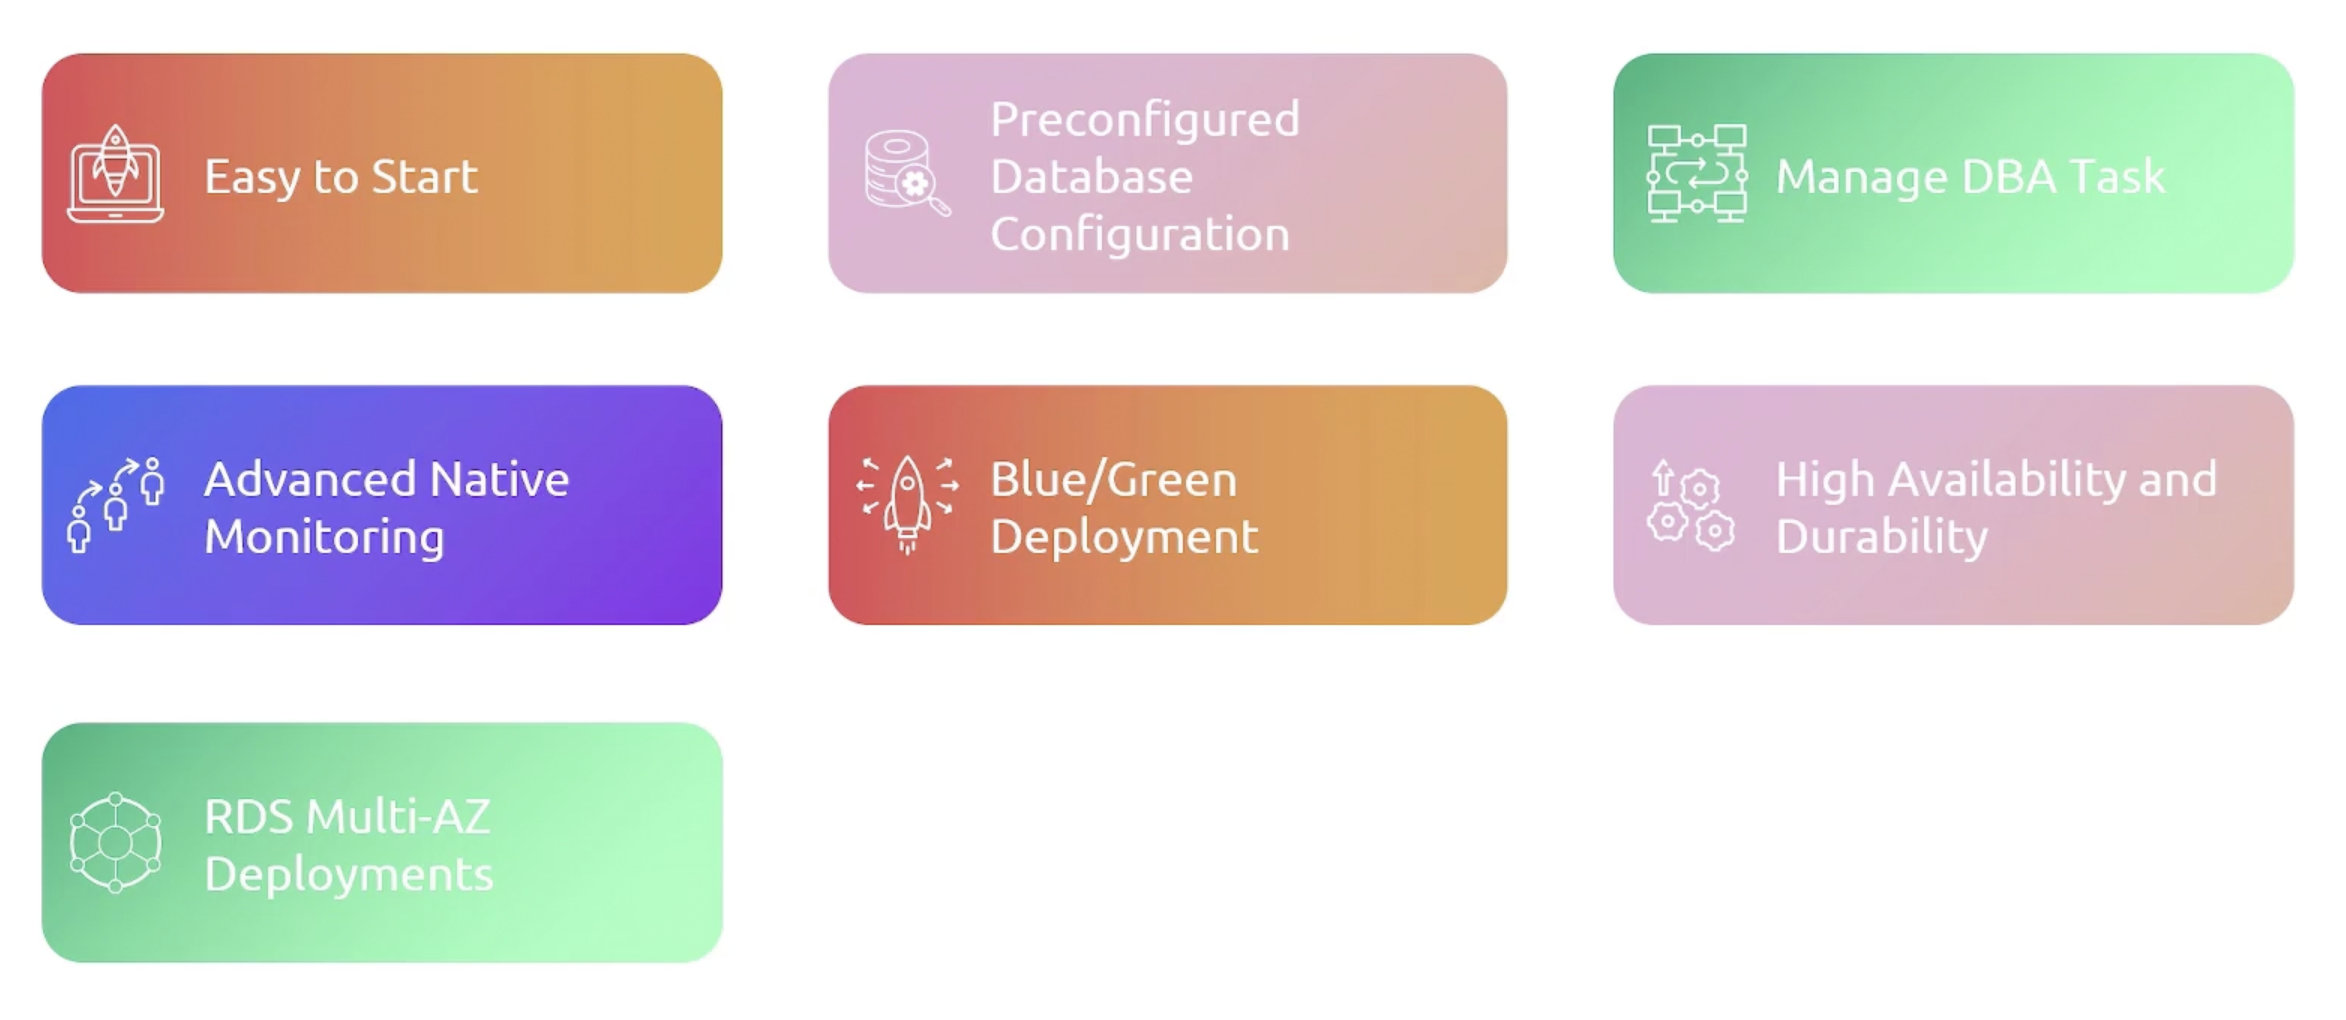 Easy to Start
Preconfigured
Database
Configuration
Manage DBA Task
Advanced Native
Monitoring
Blue/Green
Deployment
High Availability and
Durability
RDS Multi-AZ
Deployments